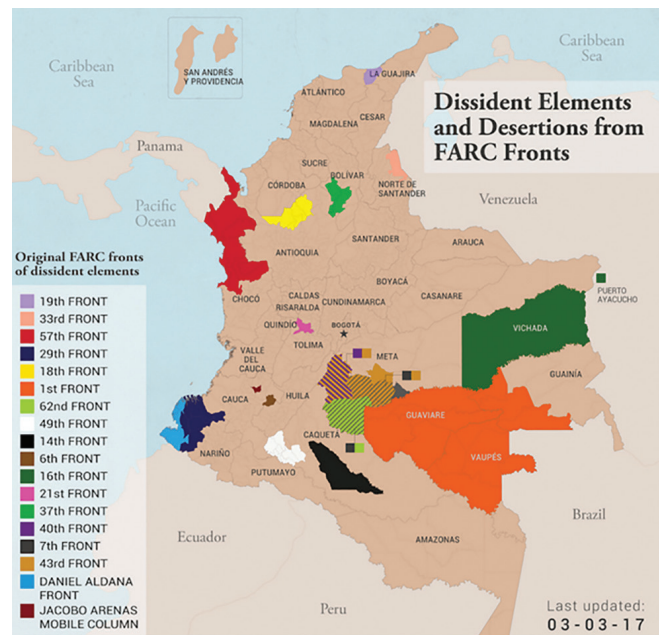 Caribbean
Sea
SAN ANDRÉS
Y PROVIDENCIA
Caribbean
Sea
LA GUAJIRA
ATLÁNTICO
CESAR
MAGDALENA
Dissident Elements
and Desertions from
FARC Fronts
Panama
SUCRE
BOLÍVAR
CÓRDOBA
NORTE DE
SANTANDER
Venezuela
Pacific
Ocean
SANTANDER
ARAUCA
ANTIOQUIA
Original FARC fronts
of dissident elements
19th FRONT
33rd FRONT
57th FRONT
29th FRONT
18th FRONT
1st FRONT
62nd FRONT
49th FRONT
14th FRONT
6th FRONT
16th FRONT
21st FRONT
37th FRONT
40th FRONT
7th FRONT
43rd FRONT
DANIEL ALDANA
FRONT
JACOBO ARENAS
MOBILE COLUMN
BOYACÁ
CASANARE
PUERTO
AYACUCHO
CHOCÓ
CALDAS
RISARALDA
CUNDINAMARCA
QUINDÍO
BOGOTÁ
VICHADA
TOLIMA
VALLE
DEL
CAUCA
META
GUAINÍA
CAUCA
HUILA
GUAVIARE
CAQUETÁ
NARIÑO
VAUPÉS
PUTUMAYO
Ecuador
Brazil
AMAZONAS
Peru
Last updated:
03-03-17